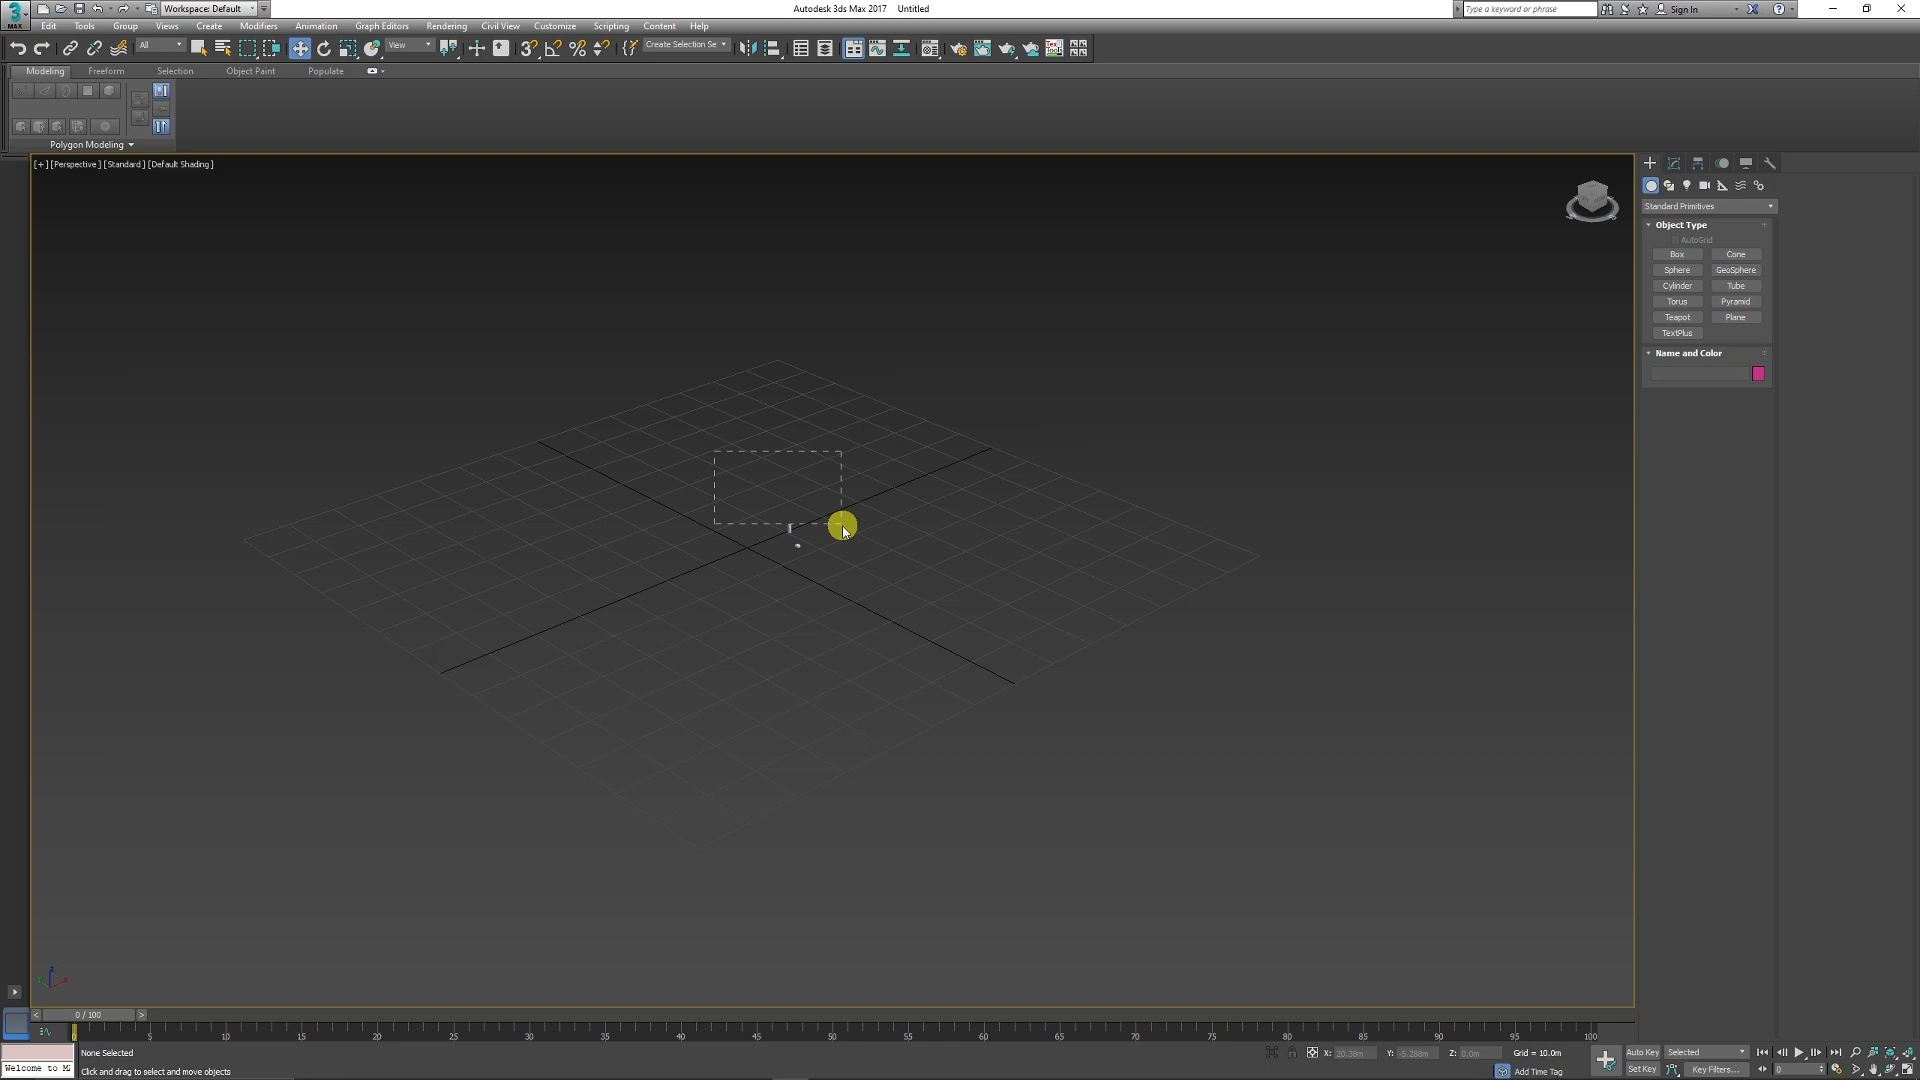 3
MAX
Workspace: Default
Autodesk 3ds Max 2017 Untitled
Type a keyword or phrase
Sign In
Edit Tools Group Views Create Modifiers Animation Graph Editors Rendering Civil View Customize Scripting Content Help
All
View
Create Selection Se
Modeling Freeform Selection Object Paint Populate
Polygon Modeling
[+] [Perspective] [Standard] [Default Shading]
Standard Primitives
Object Type
AutoGrid
Box Cone
Sphere GeoSphere
Cylinder Tube
Torus Pyramid
Teapot Plane
TextPlus
Name and Color
0 / 100
0 5 10 15 20 25 30 35 40 45 50 55 60 65 70 75 80 85 90 95 100
None Selected
X: 20.38m Y: -5.288m Z: 0.0m Grid = 10.0m
Auto Key Selected
Welcome to M
Click and drag to select and move objects
Add Time Tag
Set Key Key Filters...
0